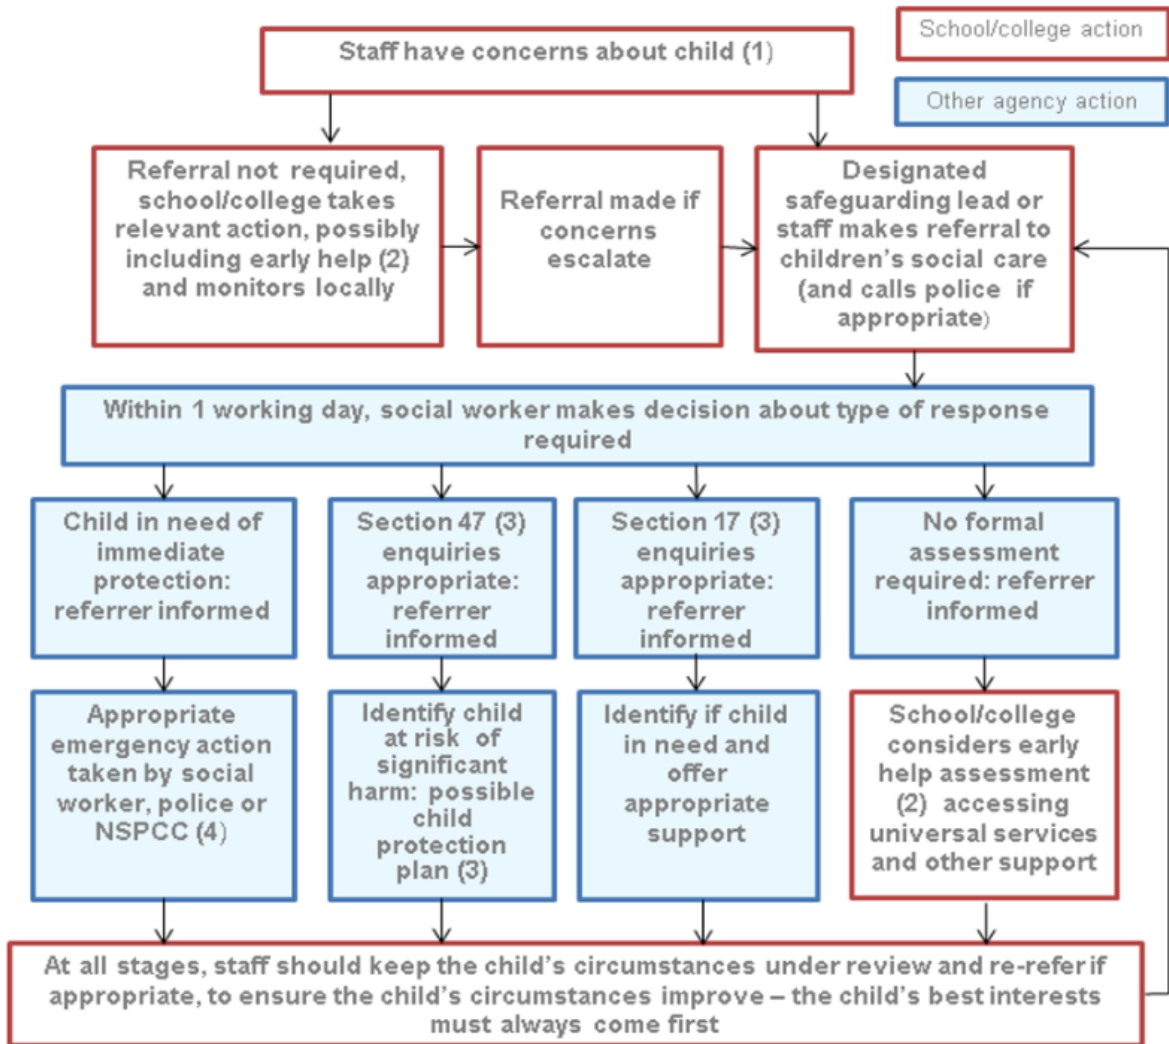 School/college action
Other agency action
Staff have concerns about child (1)
Referral not required,
school/college takes
relevant action, possibly
including early help (2)
and monitors locally
Referral made if
concerns
escalate
Designated
safeguarding lead or
staff makes referral to
children's social care
(and calls police if
appropriate)
Within 1 working day, social worker makes decision about type of response
required
Child in need of
immediate
protection:
referrer informed
Section 47 (3)
enquiries
appropriate:
referrer
informed
Section 17 (3)
enquiries
appropriate:
referrer
informed
No formal
assessment
required: referrer
informed
Appropriate
emergency action
taken by social
worker, police or
NSPCC (4)
Identify child
at risk of
significant
harm: possible
child
protection
plan (3)
Identify if child
in need and
offer
appropriate
support
School/college
considers early
help assessment
(2) accessing
universal services
and other support
At all stages, staff should keep the child's circumstances under review and re-refer if
appropriate, to ensure the child's circumstances improve – the child's best interests
must always come first